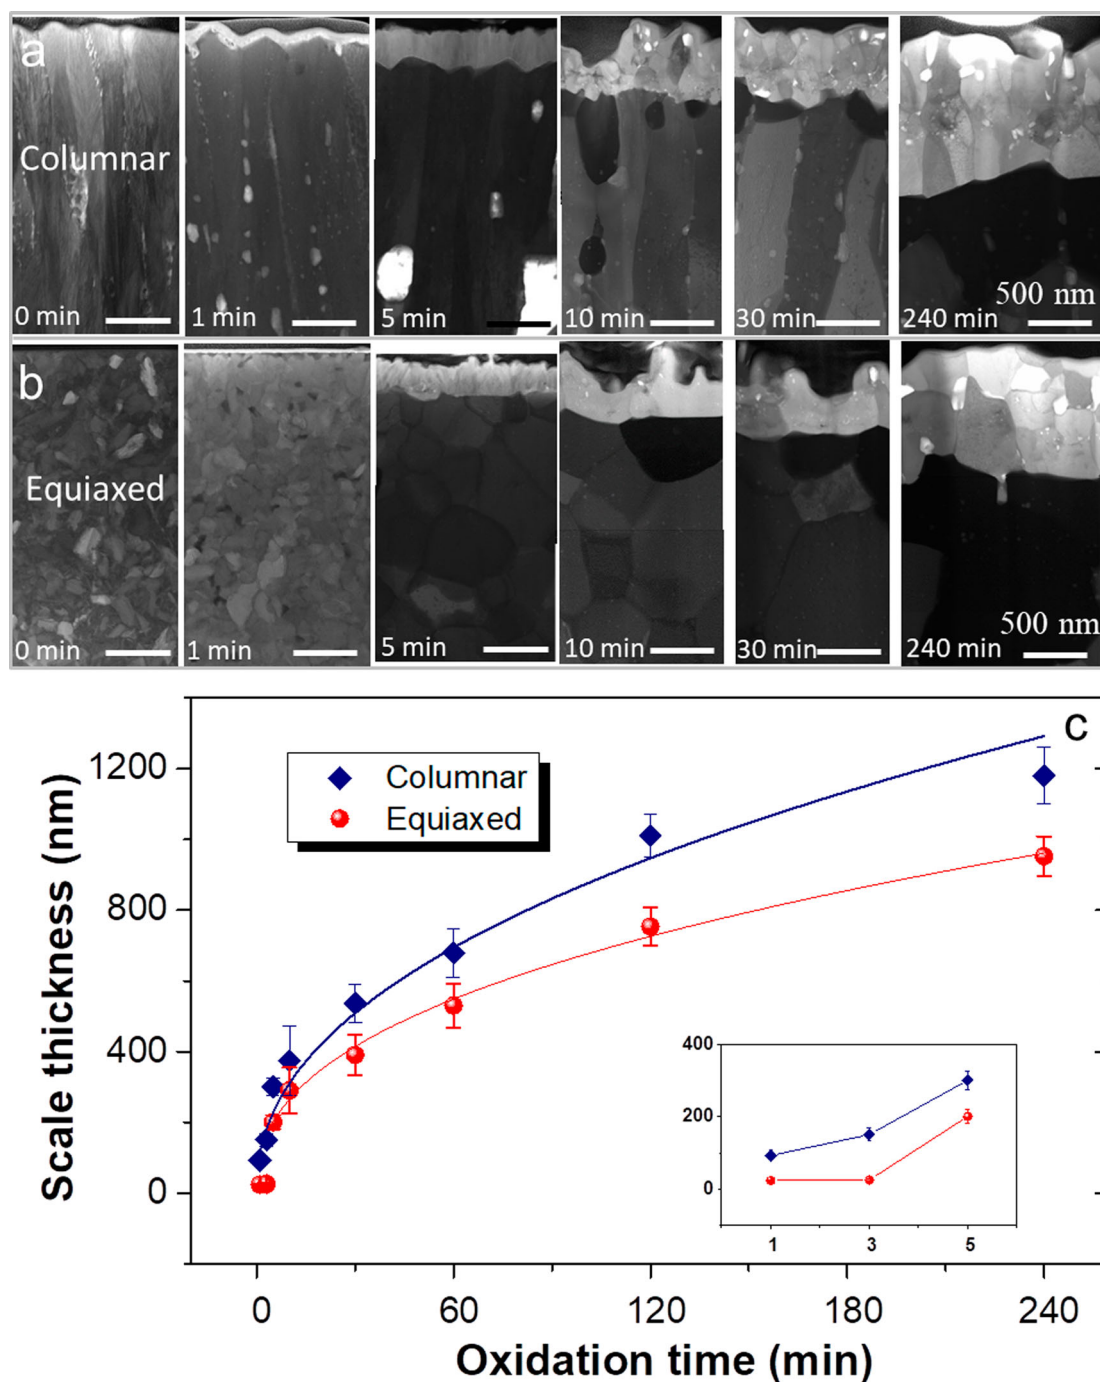 a
Columnar
0 min
1 min
5 min
10 min
30 min
500 nm
240 min
b
Equiaxed
0 min
1 min
5 min
10 min
30 min
500 nm
240 min
c
Columnar
Equiaxed
Scale thickness (nm)
1200
800
400
0
400
200
0
1 3 5
0 60 120 180 240
Oxidation time (min)